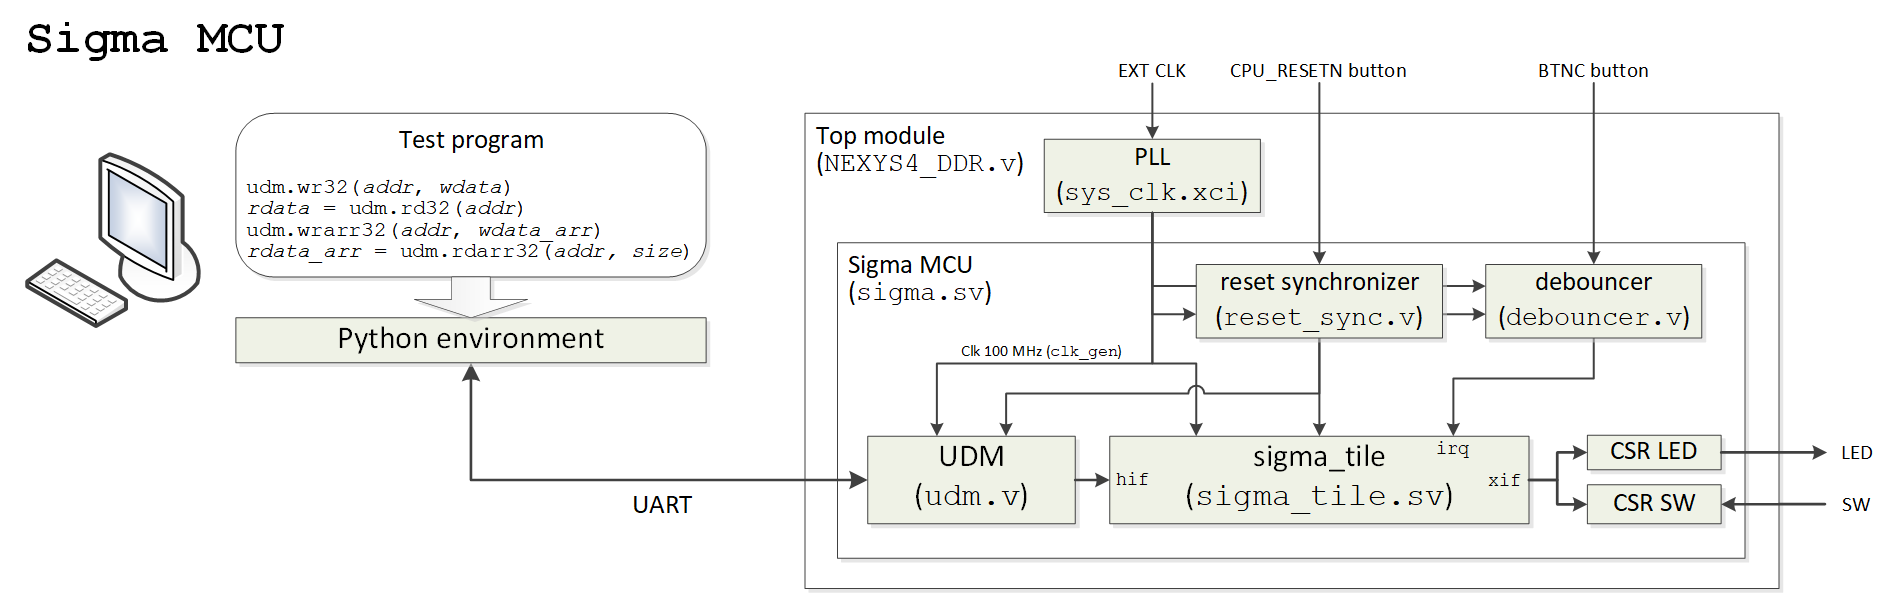 Sigma MCU
EXT CLK
CPU_RESETN button
BTNC button
Test program
udm.wr32(addr, wdata)
rdata = udm.rd32(addr)
udm.wrarr32(addr, wdata_arr)
rdata_arr = udm.rdarr32(addr, size)
Python environment
UART
Top module
(NEXYS4_DDR.v)
PLL
(sys_clk.xci)
Sigma MCU
(sigma.sv)
reset synchronizer
(reset_sync.v)
debouncer
(debouncer.v)
Clk 100 MHz (clk_gen)
UDM
(udm.v)
hif
sigma_tile
(sigma_tile.sv)
irq
xif
CSR LED
CSR SW
LED
SW